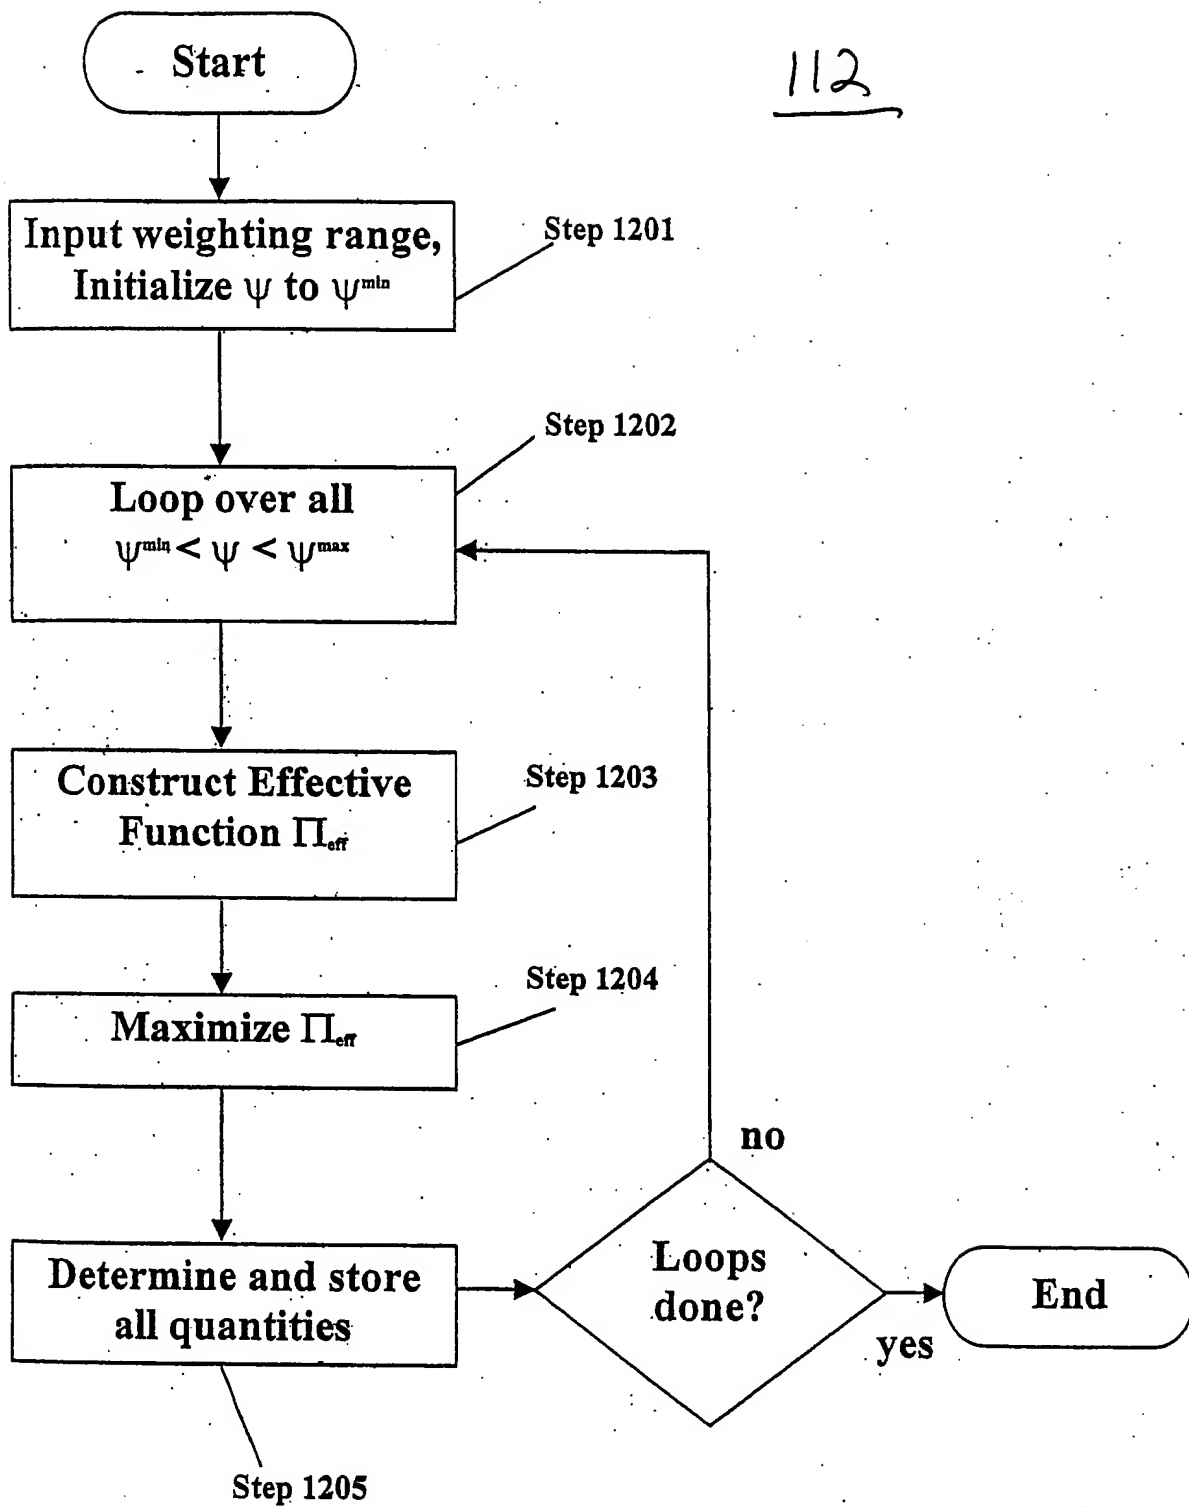 Start
112
Input weighting range,
Initialize ψ to ψᵐⁱⁿ
Step 1201
Step 1202
Loop over all
ψᵐⁱⁿ < ψ < ψᵐᵃˣ
Construct Effective
Function Πeff
Step 1203
Step 1204
Maximize Πeff
no
Determine and store
all quantities
Loops
done?
End
yes
Step 1205